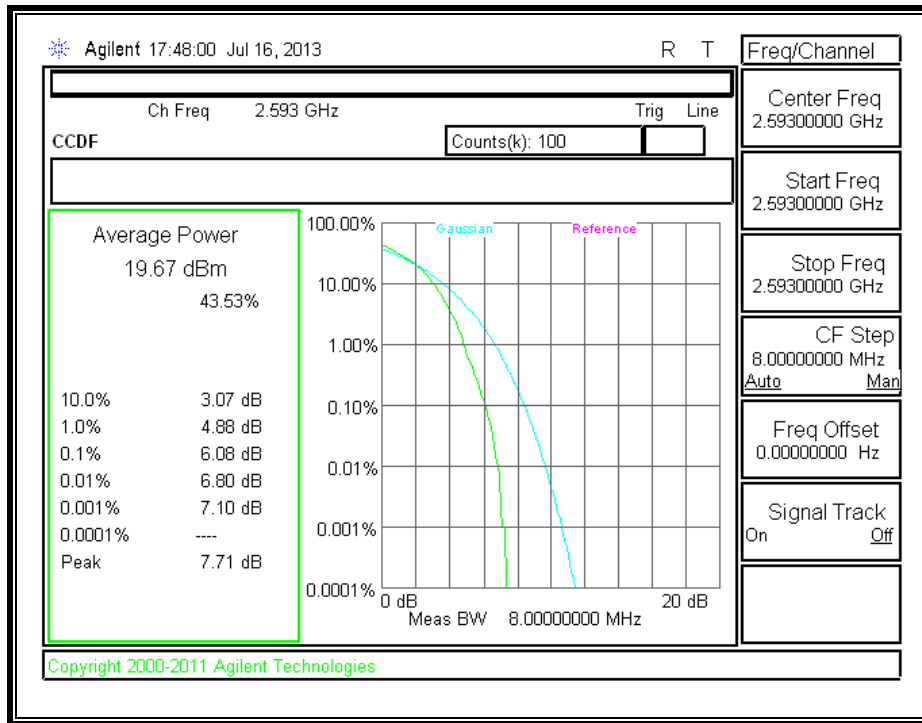 Agilent 17:48:00 Jul 16, 2013 R T
Ch Freq 2.593 GHz Trig Line
CCDF Counts(k): 100
Average Power
19.67 dBm
43.53%
10.0% 3.07 dB
1.0% 4.88 dB
0.1% 6.08 dB
0.01% 6.80 dB
0.001% 7.10 dB
0.0001% ----
Peak 7.71 dB
Gaussian Reference
100.00%
10.00%
1.00%
0.10%
0.01%
0.001%
0.0001%
0 dB 20 dB
Meas BW 8.00000000 MHz
Freq/Channel
Center Freq
2.59300000 GHz
Start Freq
2.59300000 GHz
Stop Freq
2.59300000 GHz
CF Step
8.00000000 MHz
Auto Man
Freq Offset
0.00000000 Hz
Signal Track
On Off
Copyright 2000-2011 Agilent Technologies